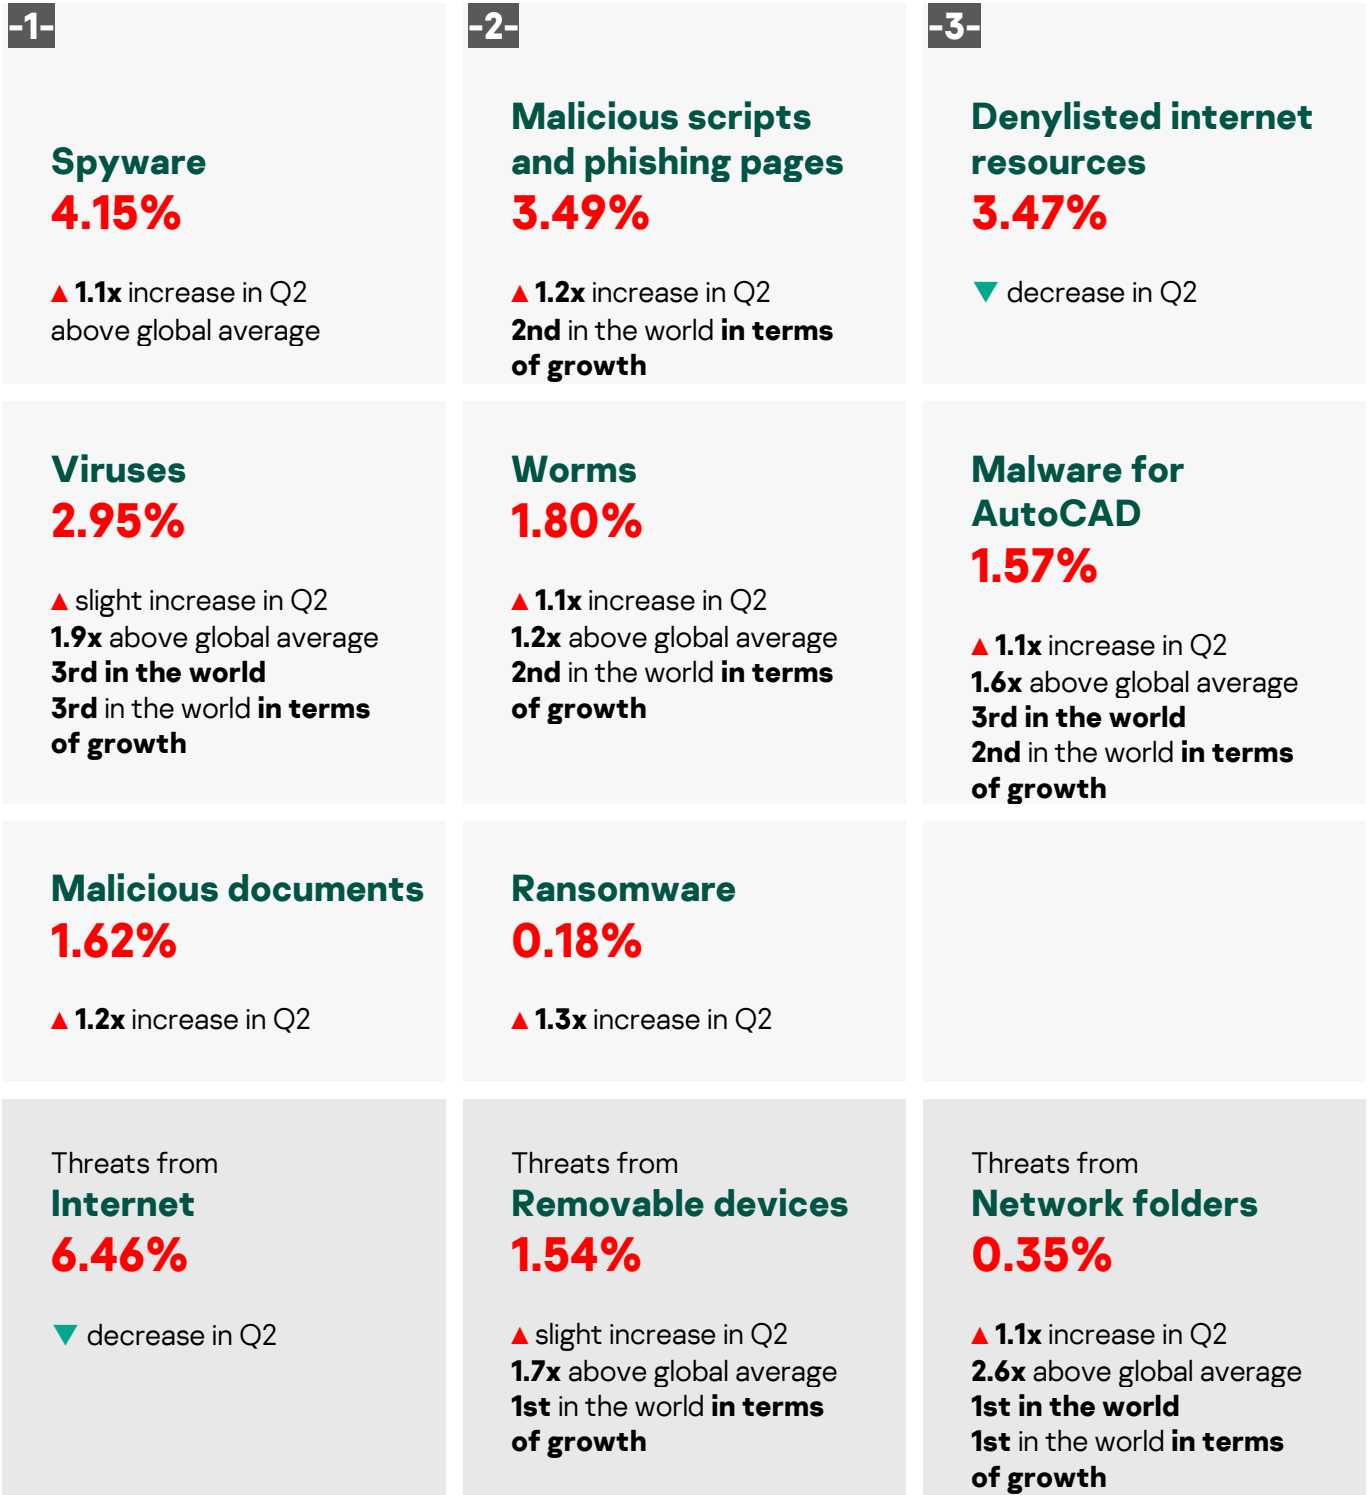 -1-
Spyware
4.15%
▲ 1.1x increase in Q2
above global average
-2-
Malicious scripts
and phishing pages
3.49%
▲ 1.2x increase in Q2
2nd in the world in terms
of growth
-3-
Denylisted internet
resources
3.47%
▼ decrease in Q2
Viruses
2.95%
▲ slight increase in Q2
1.9x above global average
3rd in the world
3rd in the world in terms
of growth
Worms
1.80%
▲ 1.1x increase in Q2
1.2x above global average
2nd in the world in terms
of growth
Malware for
AutoCAD
1.57%
▲ 1.1x increase in Q2
1.6x above global average
3rd in the world
2nd in the world in terms
of growth
Malicious documents
1.62%
▲ 1.2x increase in Q2
Ransomware
0.18%
▲ 1.3x increase in Q2
Threats from
Internet
6.46%
▼ decrease in Q2
Threats from
Removable devices
1.54%
▲ slight increase in Q2
1.7x above global average
1st in the world in terms
of growth
Threats from
Network folders
0.35%
▲ 1.1x increase in Q2
2.6x above global average
1st in the world
1st in the world in terms
of growth